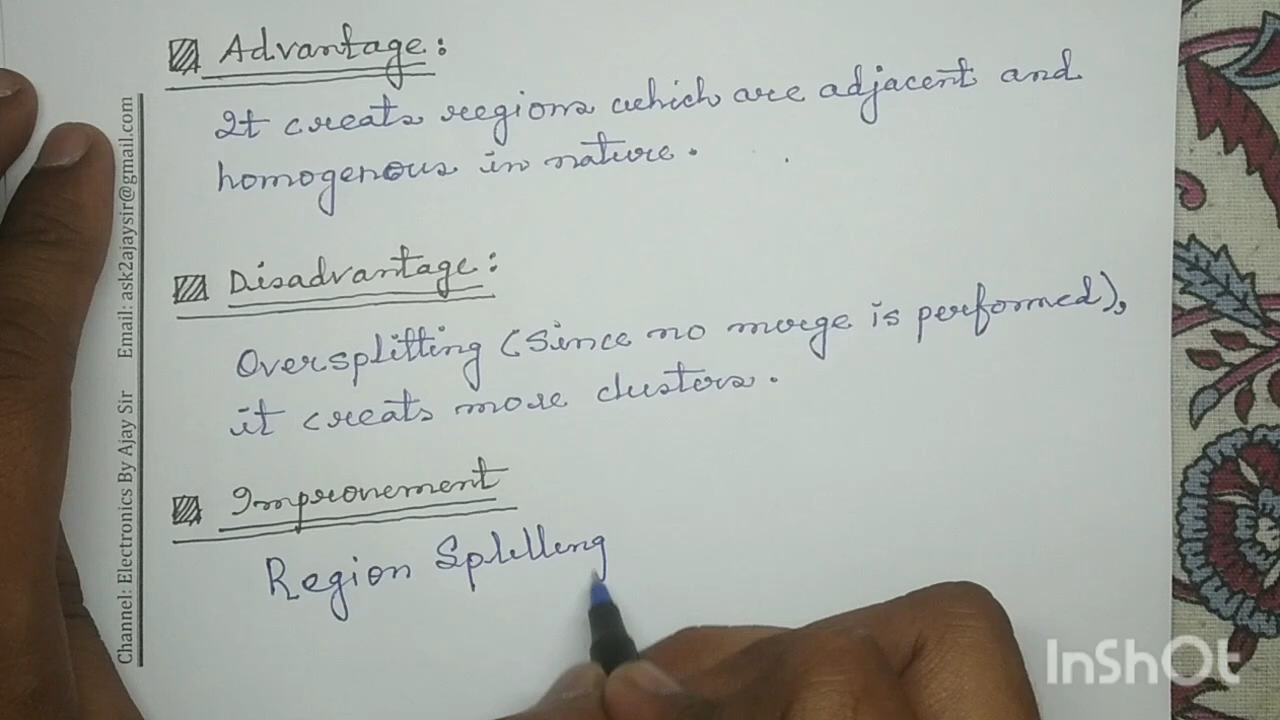 Advantage:
It creats regions which are adjacent and
homogenous in nature.
Disadvantage:
Oversplitting (Since no merge is performed),
it creats more clusters.
Improvement
Region Splitting
Channel: Electronics By Ajay Sir Email: ask2ajaysir@gmail.com
InShOt